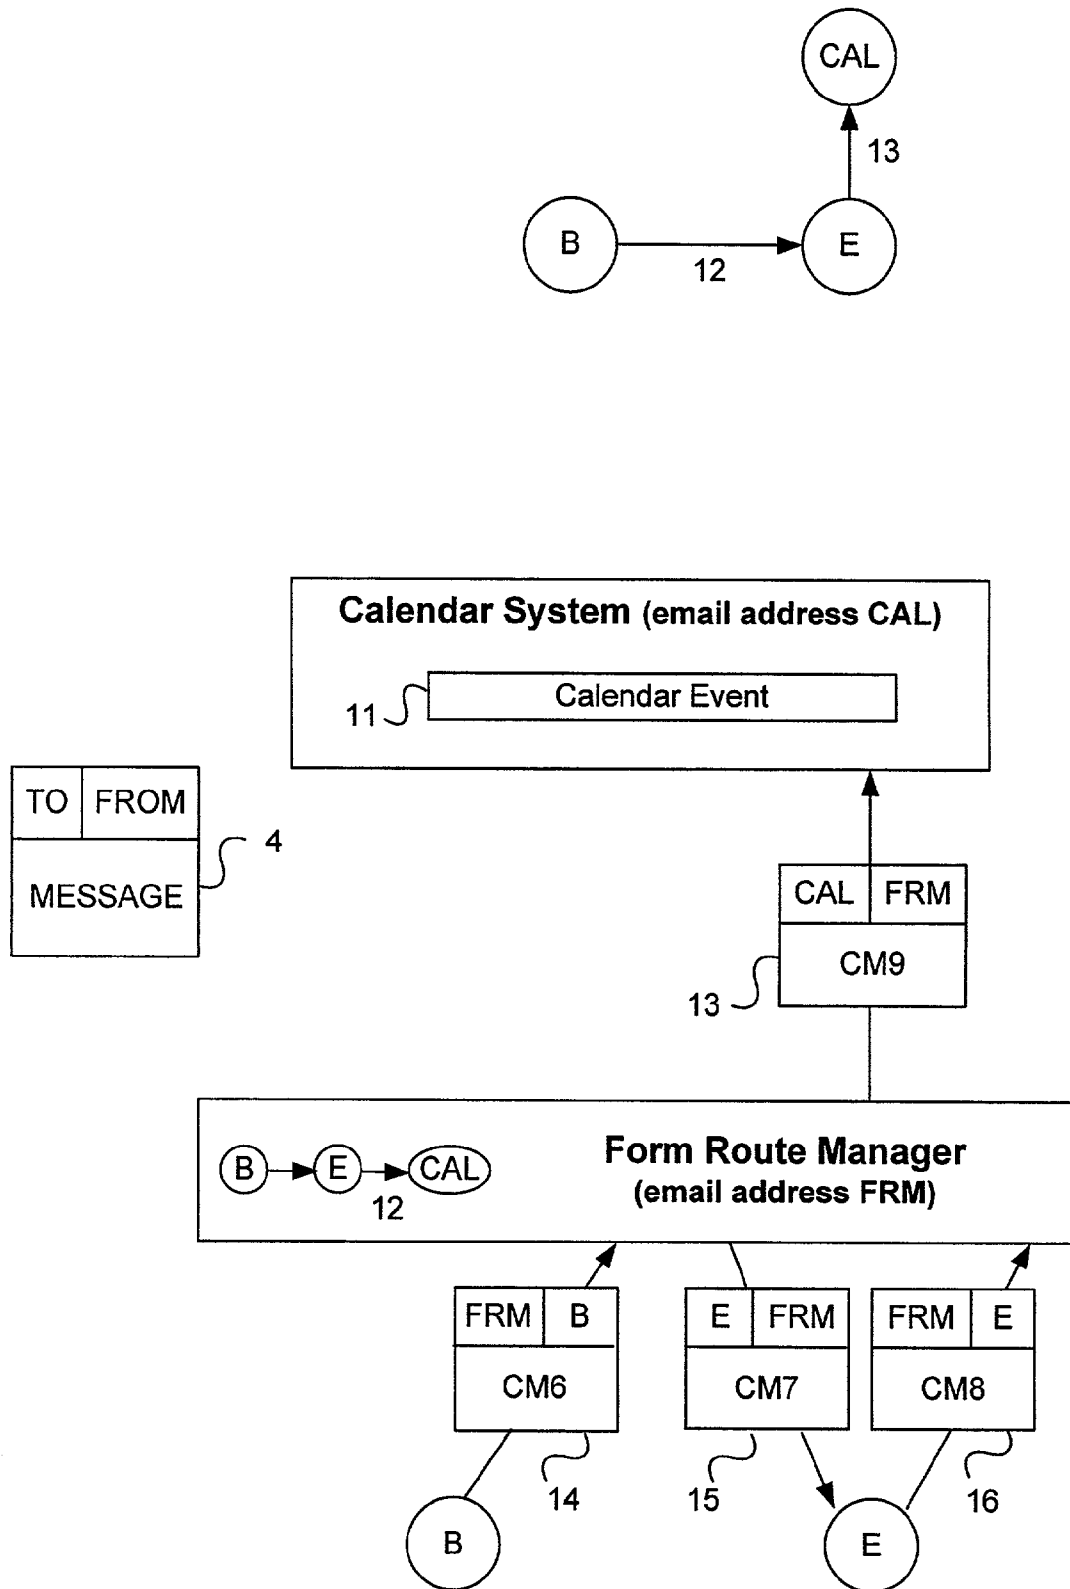 CAL
13
B
12
E
Calendar System (email address CAL)
11
Calendar Event
TO FROM
4
MESSAGE
CAL FRM
CM9
13
B E CAL
12
Form Route Manager
(email address FRM)
FRM B
E FRM
FRM E
CM6
CM7
CM8
14
15
16
B
E